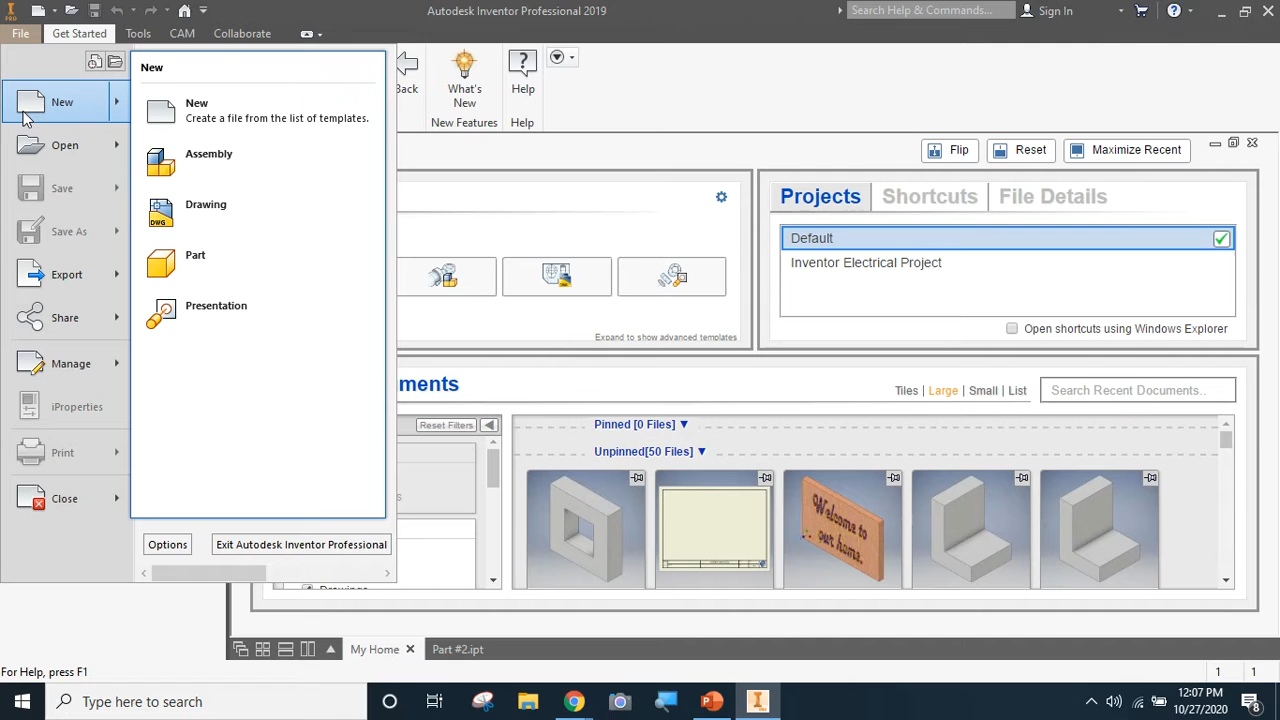 PRO
Autodesk Inventor Professional 2019
Search Help & Commands...
Sign In
File
Get Started
Tools
CAM
Collaborate
New
New
New
Create a file from the list of templates.
Assembly
DWG
Drawing
Part
Presentation
Open
Save
Save As
Export
Share
Manage
iProperties
Print
Close
Options
Exit Autodesk Inventor Professional
Back
What's
New
Help
New Features
Help
Flip
Reset
Maximize Recent
Expand to show advanced templates
Projects
Shortcuts
File Details
Default
Inventor Electrical Project
Open shortcuts using Windows Explorer
ments
Tiles | Large | Small | List
Search Recent Documents..
Reset Filters
Pinned [0 Files] ▼
Unpinned[50 Files] ▼
Welcome to
our home.
My Home
Part #2.ipt
For Help, press F1
1
1
Type here to search
12:07 PM
10/27/2020
8